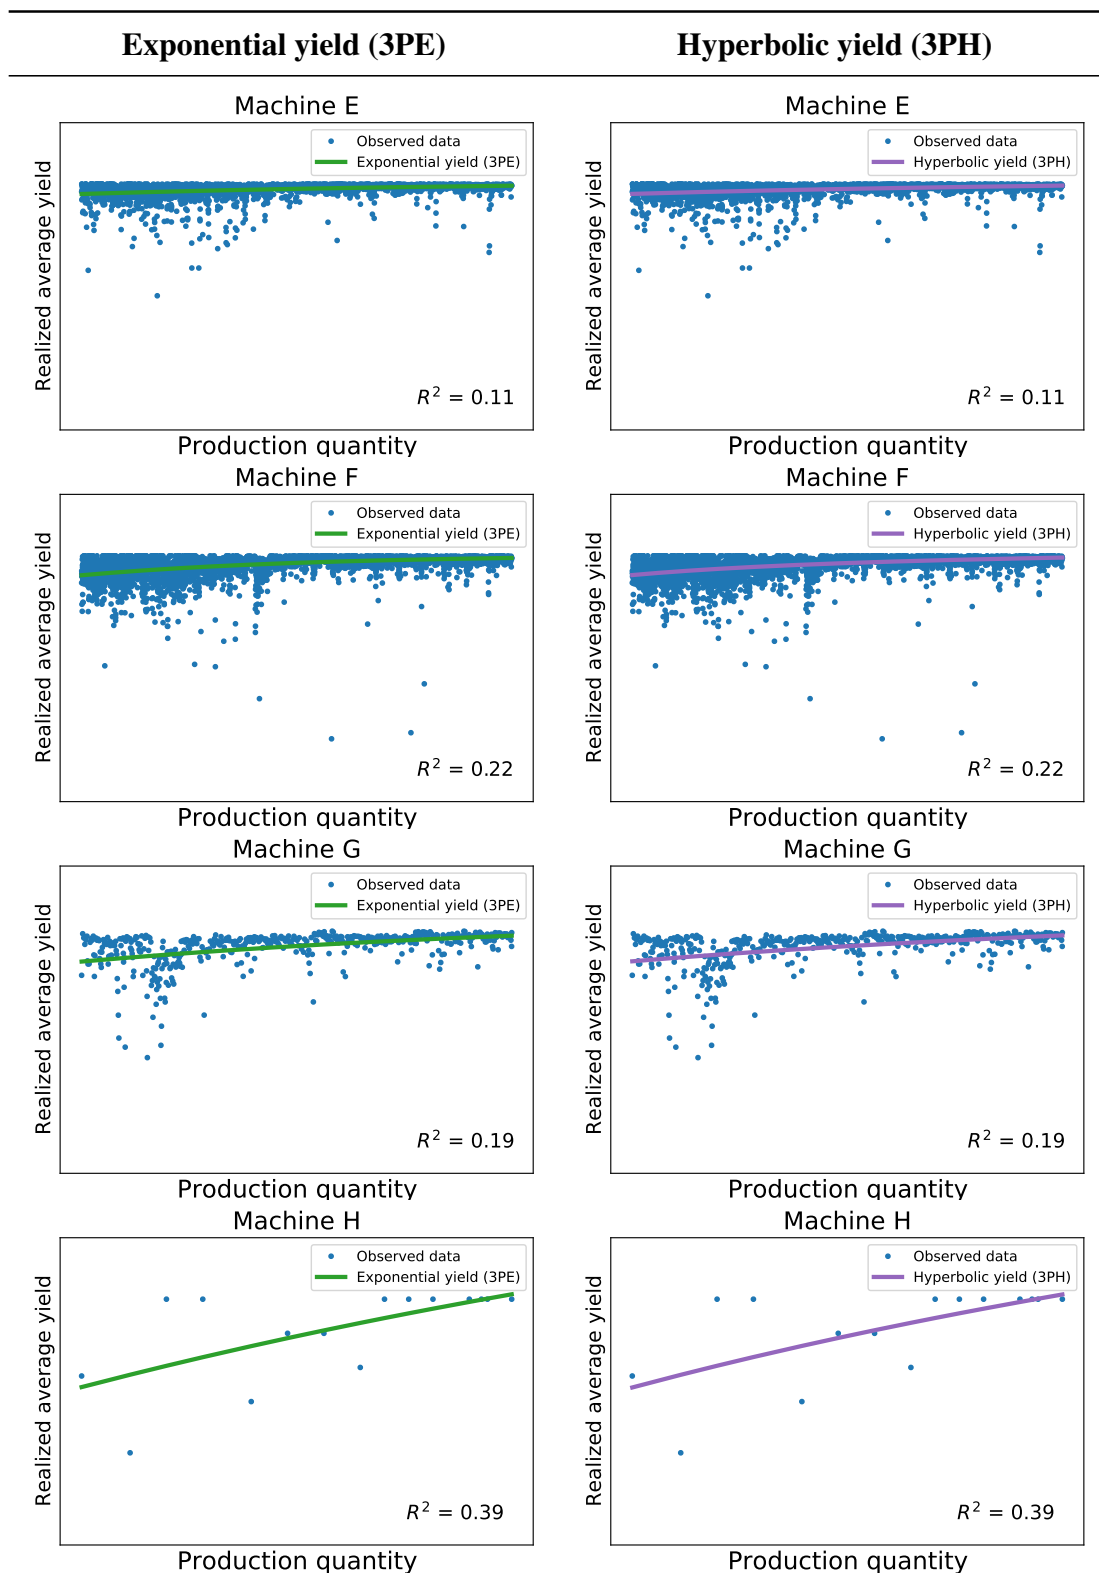 Exponential yield (3PE)
Hyperbolic yield (3PH)
Machine E
Observed data
Exponential yield (3PE)
Realized average yield
R² = 0.11
Production quantity
Machine E
Observed data
Hyperbolic yield (3PH)
Realized average yield
R² = 0.11
Production quantity
Machine F
Observed data
Exponential yield (3PE)
Realized average yield
R² = 0.22
Production quantity
Machine F
Observed data
Hyperbolic yield (3PH)
Realized average yield
R² = 0.22
Production quantity
Machine G
Observed data
Exponential yield (3PE)
Realized average yield
R² = 0.19
Production quantity
Machine G
Observed data
Hyperbolic yield (3PH)
Realized average yield
R² = 0.19
Production quantity
Machine H
Observed data
Exponential yield (3PE)
Realized average yield
R² = 0.39
Production quantity
Machine H
Observed data
Hyperbolic yield (3PH)
Realized average yield
R² = 0.39
Production quantity